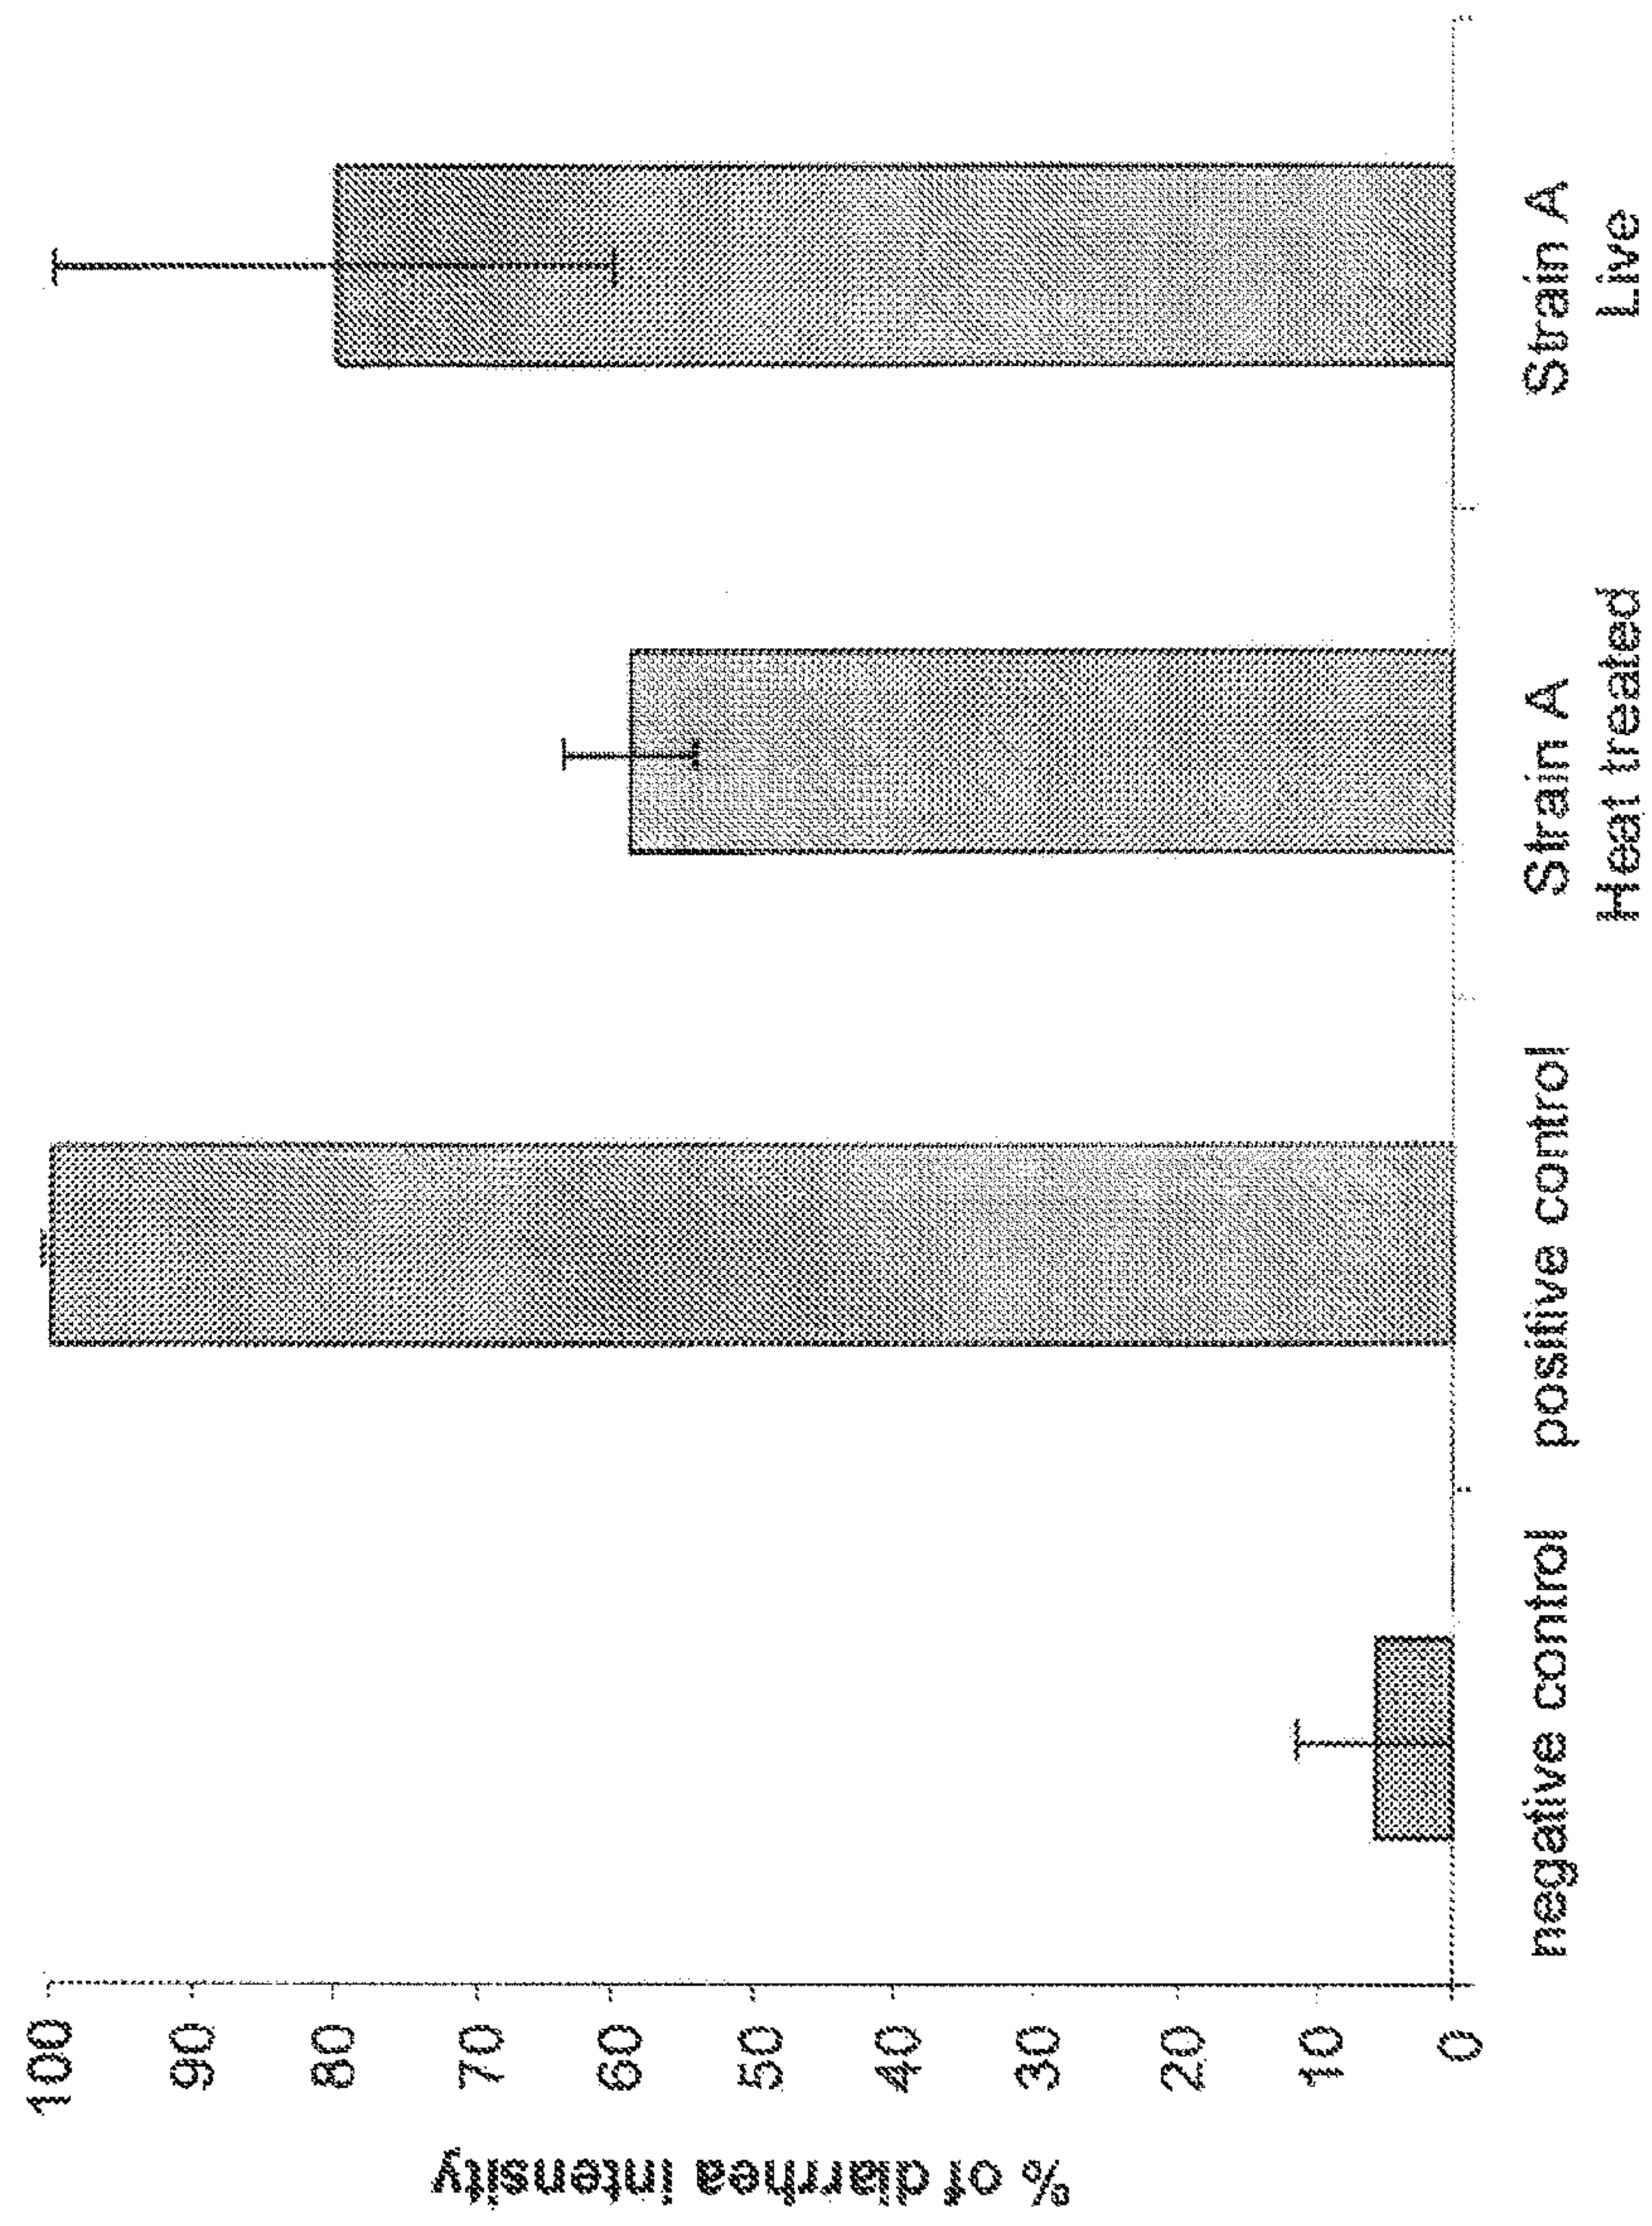 % of diarrhea intensity
100
90
80
70
60
50
40
30
20
10
0
negative control
positive control
Strain A
Heat treated
Strain A
Live